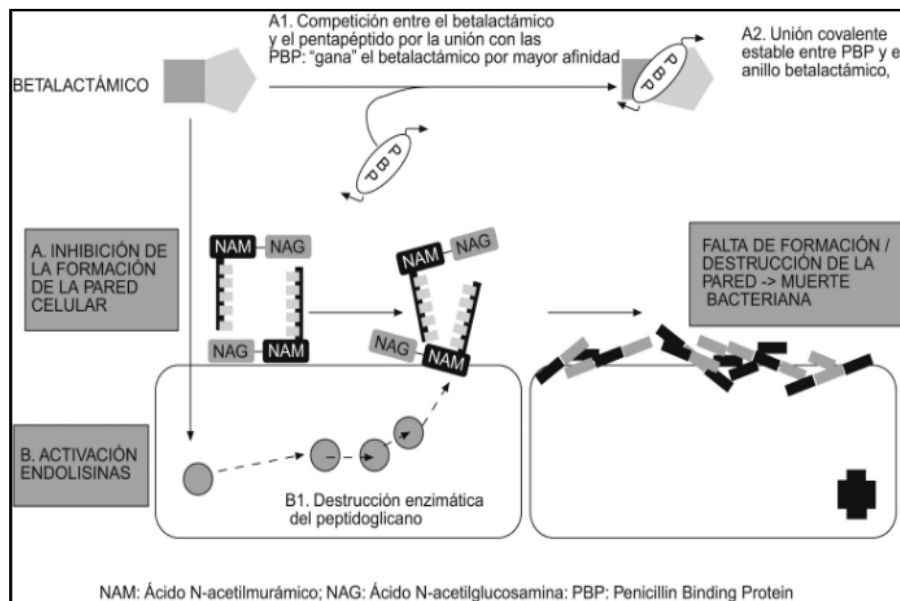 A1. Competición entre el betalactámico
y el pentapéptido por la unión con las
PBP: “gana” el betalactámico por mayor afinidad
A2. Unión covalente
estable entre PBP y e
anillo betalactámico,
BETALACTÁMICO
PBP
PBP
A. INHIBICIÓN DE
LA FORMACIÓN
DE LA PARED
CELULAR
NAM NAG
NAG NAM
NAM NAG
NAG NAM
FALTA DE FORMACIÓN /
DESTRUCCIÓN DE LA
PARED -> MUERTE
BACTERIANA
B. ACTIVACIÓN
ENDOLISINAS
B1. Destrucción enzimática
del peptidoglicano
NAM: Ácido N-acetilmurámico; NAG: Ácido N-acetilglucosamina: PBP: Penicillin Binding Protein